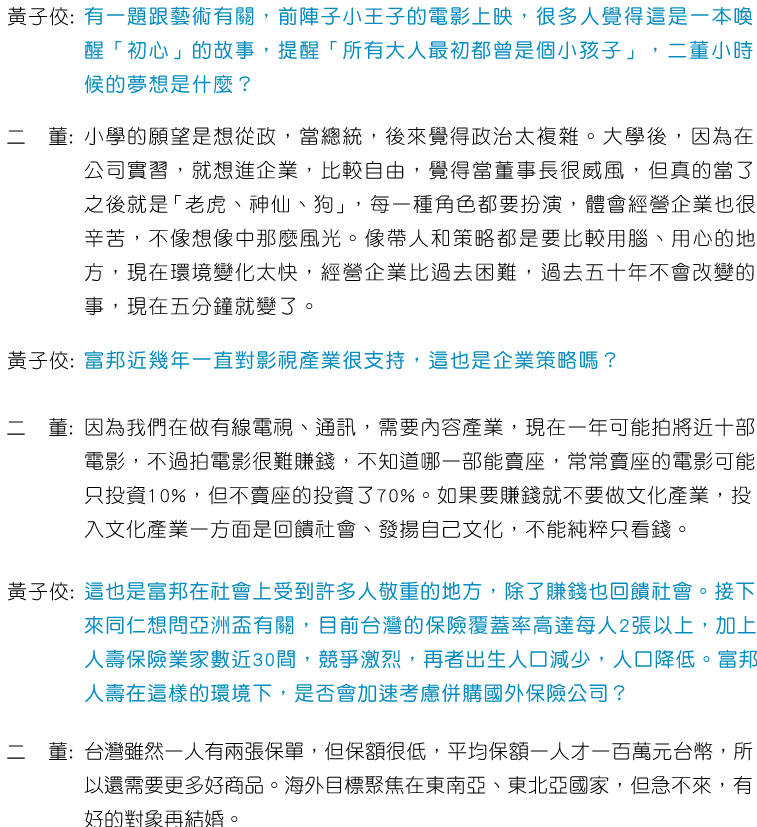 黃子佼: 有一題跟藝術有關，前陣子小王子的電影上映，很多人覺得這是一本喚
醒「初心」的故事，提醒「所有大人最初都曾是個小孩子」，二董小時
候的夢想是什麼？
二　董: 小學的願望是想從政，當總統，後來覺得政治太複雜。大學後，因為在
公司實習，就想進企業，比較自由，覺得當董事長很威風，但真的當了
之後就是「老虎、神仙、狗」，每一種角色都要扮演，體會經營企業也很
辛苦，不像想像中那麼風光。像帶人和策略都是要比較用腦、用心的地
方，現在環境變化太快，經營企業比過去困難，過去五十年不會改變的
事，現在五分鐘就變了。
黃子佼: 富邦近幾年一直對影視產業很支持，這也是企業策略嗎？
二　董: 因為我們在做有線電視、通訊，需要內容產業，現在一年可能拍將近十部
電影，不過拍電影很難賺錢，不知道哪一部能賣座，常常賣座的電影可能
只投資10%，但不賣座的投資了70%。如果要賺錢就不要做文化產業，投
入文化產業一方面是回饋社會、發揚自己文化，不能純粹只看錢。
黃子佼: 這也是富邦在社會上受到許多人敬重的地方，除了賺錢也回饋社會。接下
來同仁想問亞洲盃有關，目前台灣的保險覆蓋率高達每人2張以上，加上
人壽保險業家數近30間，競爭激烈，再者出生人口減少，人口降低。富邦
人壽在這樣的環境下，是否會加速考慮併購國外保險公司？
二　董: 台灣雖然一人有兩張保單，但保額很低，平均保額一人才一百萬元台幣，所
以還需要更多好商品。海外目標聚焦在東南亞、東北亞國家，但急不來，有
好的對象再結婚。